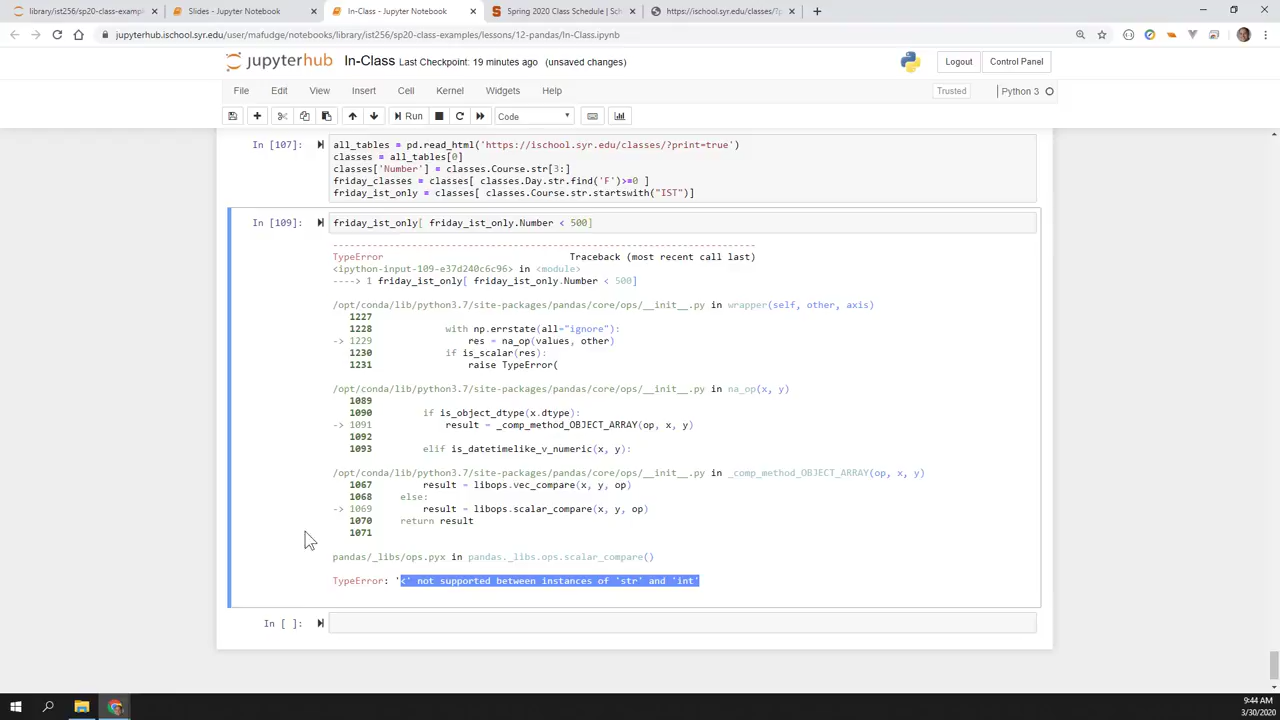 library/ist256/sp20-class-examp
Slides - Jupyter Notebook
In-Class - Jupyter Notebook
Spring 2020 Class Schedule | Sch
https://ischool.syr.edu/classes/?p
jupyterhub.ischool.syr.edu/user/mafudge/notebooks/library/ist256/sp20-class-examples/lessons/12-pandas/In-Class.ipynb
jupyterhub In-Class Last Checkpoint: 19 minutes ago (unsaved changes) Logout Control Panel
File Edit View Insert Cell Kernel Widgets Help Trusted Python 3
Run Code
In [107]: all_tables = pd.read_html('https://ischool.syr.edu/classes/?print=true')
classes = all_tables[0]
classes['Number'] = classes.Course.str[3:]
friday_classes = classes[ classes.Day.str.find('F')>=0 ]
friday_ist_only = classes[ classes.Course.str.startswith("IST")]
In [109]: friday_ist_only[ friday_ist_only.Number < 500]
---------------------------------------------------------------------------
TypeError Traceback (most recent call last)
<ipython-input-109-e37d240c6c96> in <module>
----> 1 friday_ist_only[ friday_ist_only.Number < 500]
/opt/conda/lib/python3.7/site-packages/pandas/core/ops/__init__.py in wrapper(self, other, axis)
1227
1228 with np.errstate(all="ignore"):
-> 1229 res = na_op(values, other)
1230 if is_scalar(res):
1231 raise TypeError(
/opt/conda/lib/python3.7/site-packages/pandas/core/ops/__init__.py in na_op(x, y)
1089
1090 if is_object_dtype(x.dtype):
-> 1091 result = _comp_method_OBJECT_ARRAY(op, x, y)
1092
1093 elif is_datetimelike_v_numeric(x, y):
/opt/conda/lib/python3.7/site-packages/pandas/core/ops/__init__.py in _comp_method_OBJECT_ARRAY(op, x, y)
1067 result = libops.vec_compare(x, y, op)
1068 else:
-> 1069 result = libops.scalar_compare(x, y, op)
1070 return result
1071
pandas/_libs/ops.pyx in pandas._libs.ops.scalar_compare()
TypeError: '<' not supported between instances of 'str' and 'int'
In [ ]:
9:44 AM
3/30/2020